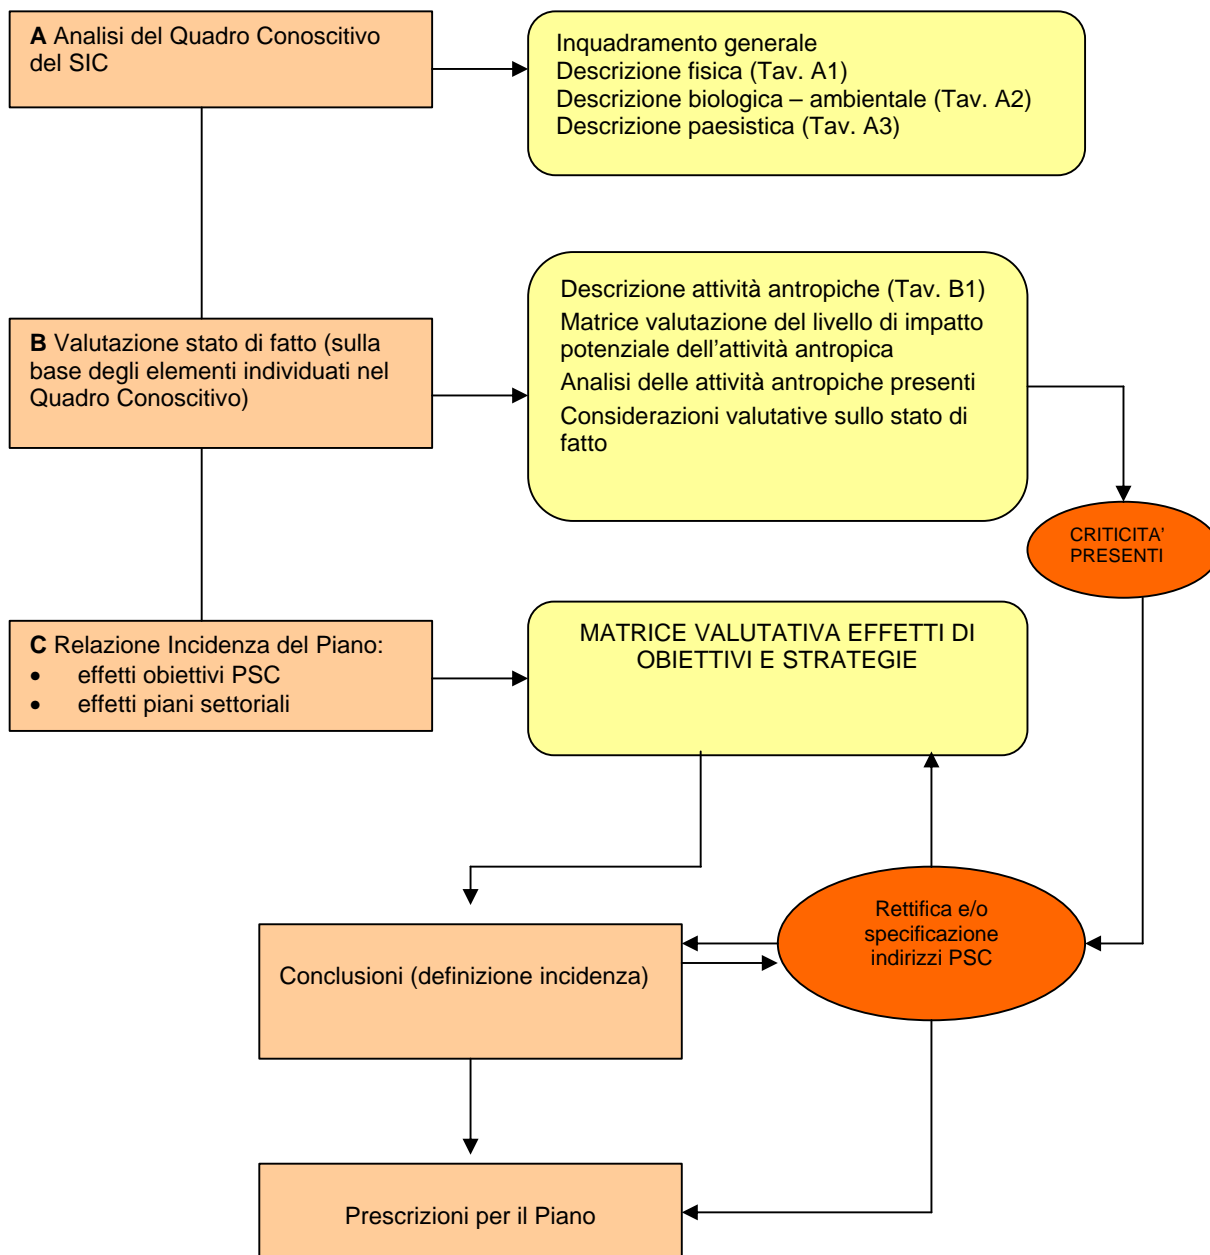 A Analisi del Quadro Conoscitivo
del SIC
Inquadramento generale
Descrizione fisica (Tav. A1)
Descrizione biologica – ambientale (Tav. A2)
Descrizione paesistica (Tav. A3)
B Valutazione stato di fatto (sulla
base degli elementi individuati nel
Quadro Conoscitivo)
Descrizione attività antropiche (Tav. B1)
Matrice valutazione del livello di impatto
potenziale dell'attività antropica
Analisi delle attività antropiche presenti
Considerazioni valutative sullo stato di
fatto
CRITICITA'
PRESENTI
C Relazione Incidenza del Piano:
• effetti obiettivi PSC
• effetti piani settoriali
MATRICE VALUTATIVA EFFETTI DI
OBIETTIVI E STRATEGIE
Rettifica e/o
specificazione
indirizzi PSC
Conclusioni (definizione incidenza)
Prescrizioni per il Piano